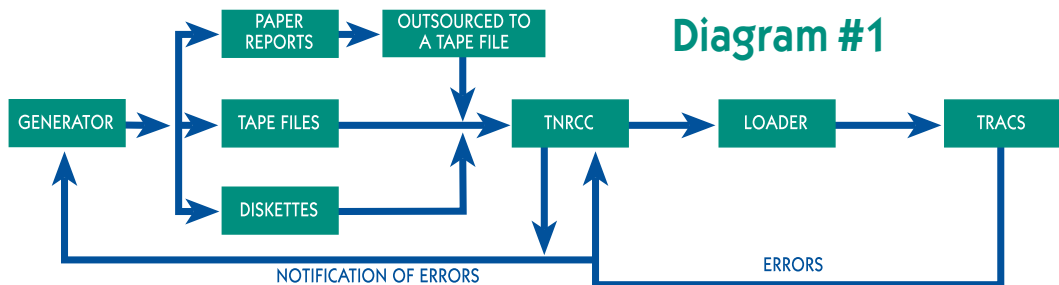 Diagram #1
PAPER
REPORTS
OUTSOURCED TO
A TAPE FILE
GENERATOR
TAPE FILES
TNRCC
LOADER
TRACS
DISKETTES
NOTIFICATION OF ERRORS
ERRORS